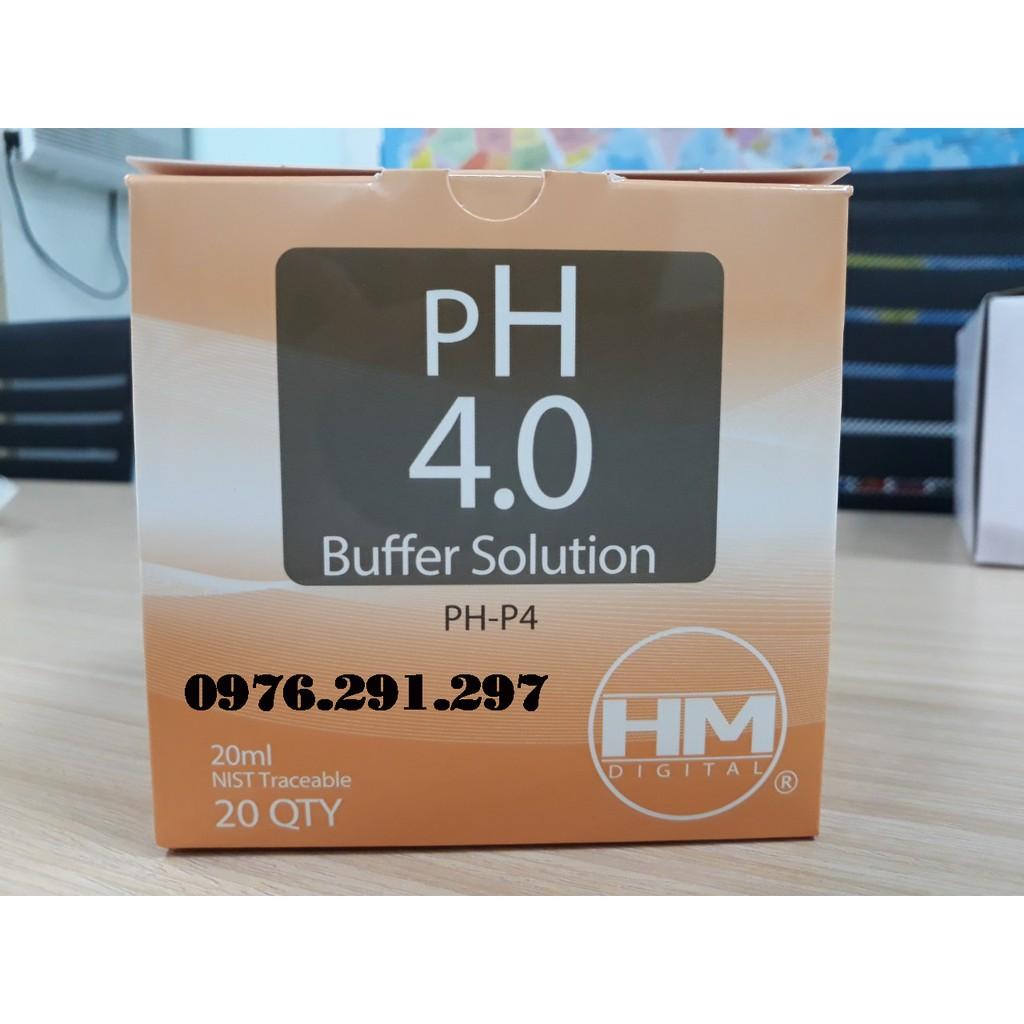 pH
4.0
Buffer Solution
PH-P4
0976.291.297
20ml
NIST Traceable
20 QTY
HM
DIGITAL
®